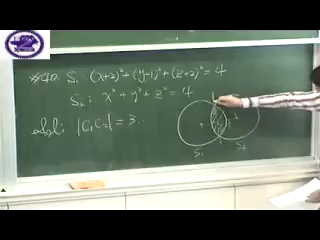 #40. S₁ (x+2)²+(y-1)²+(z+2)²=4
S₂: x²+y²+z²=4
Sol: |C₁C₂|=3.
S₁ S₂